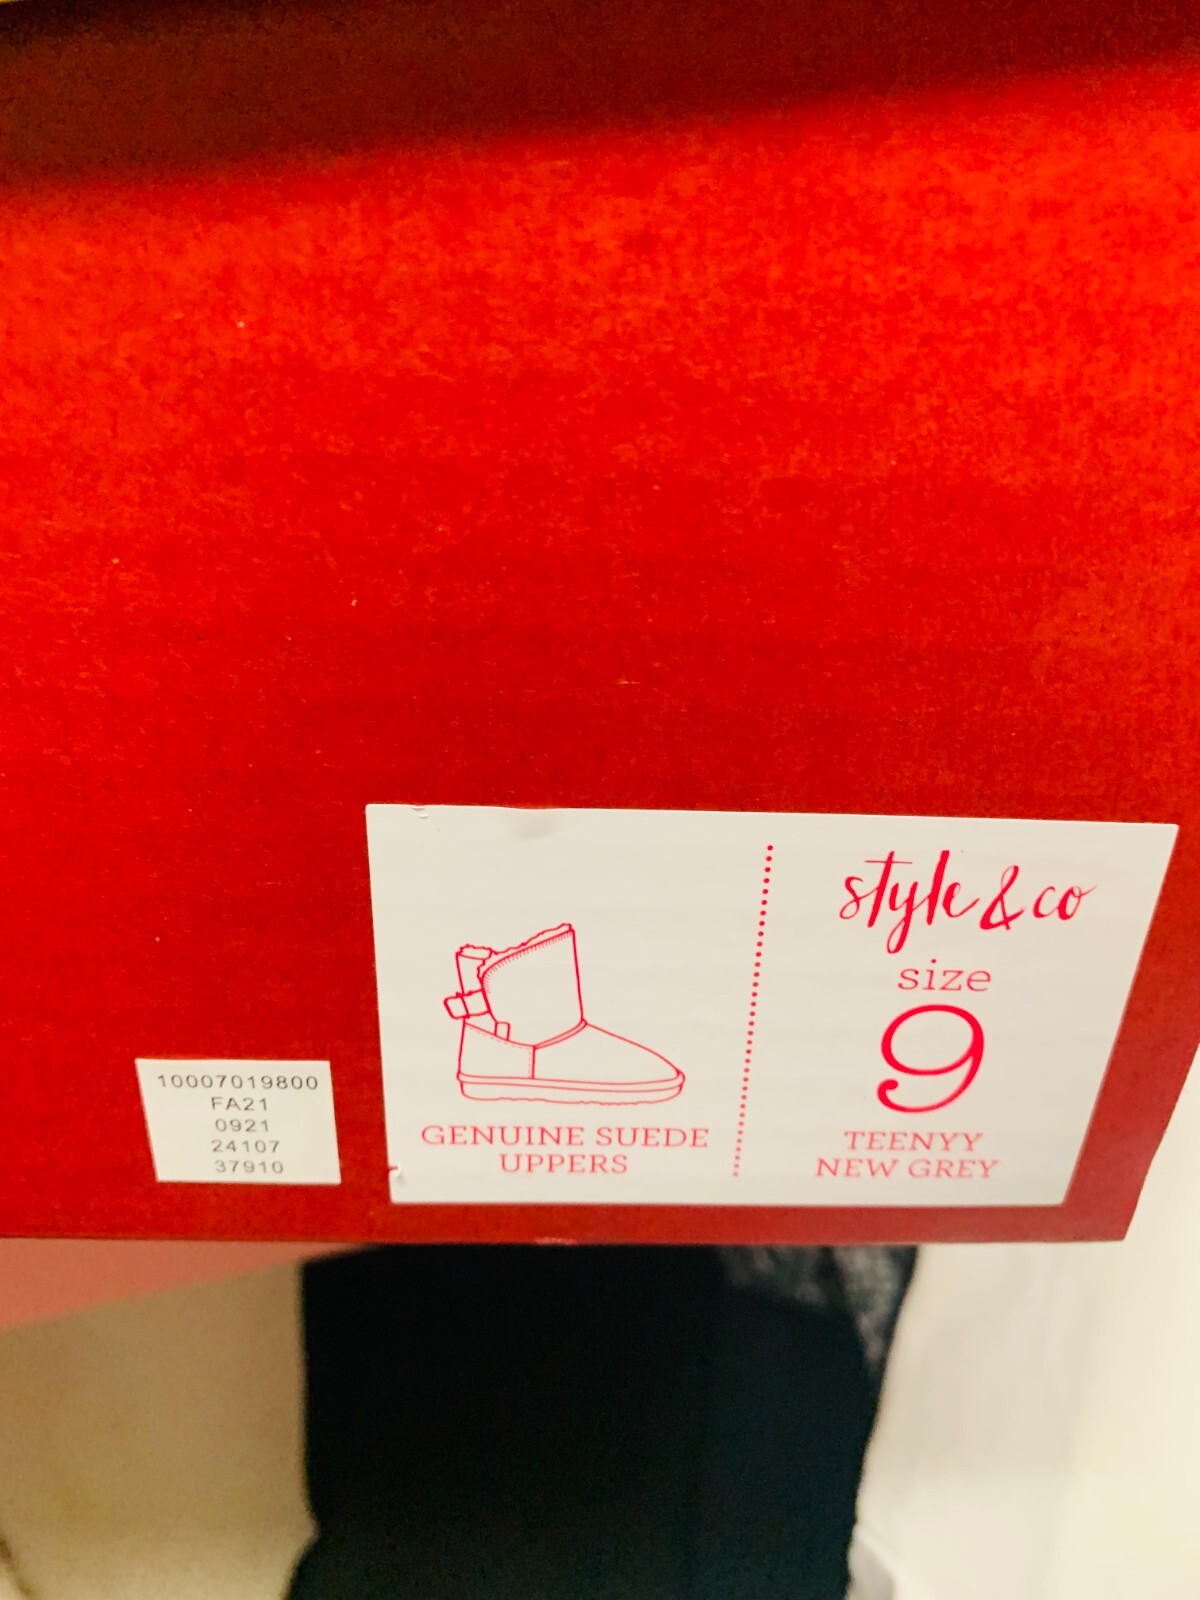 style & co
size
9
TEENYY
NEW GREY
GENUINE SUEDE
UPPERS
10007019800
FA21
0921
24107
37910